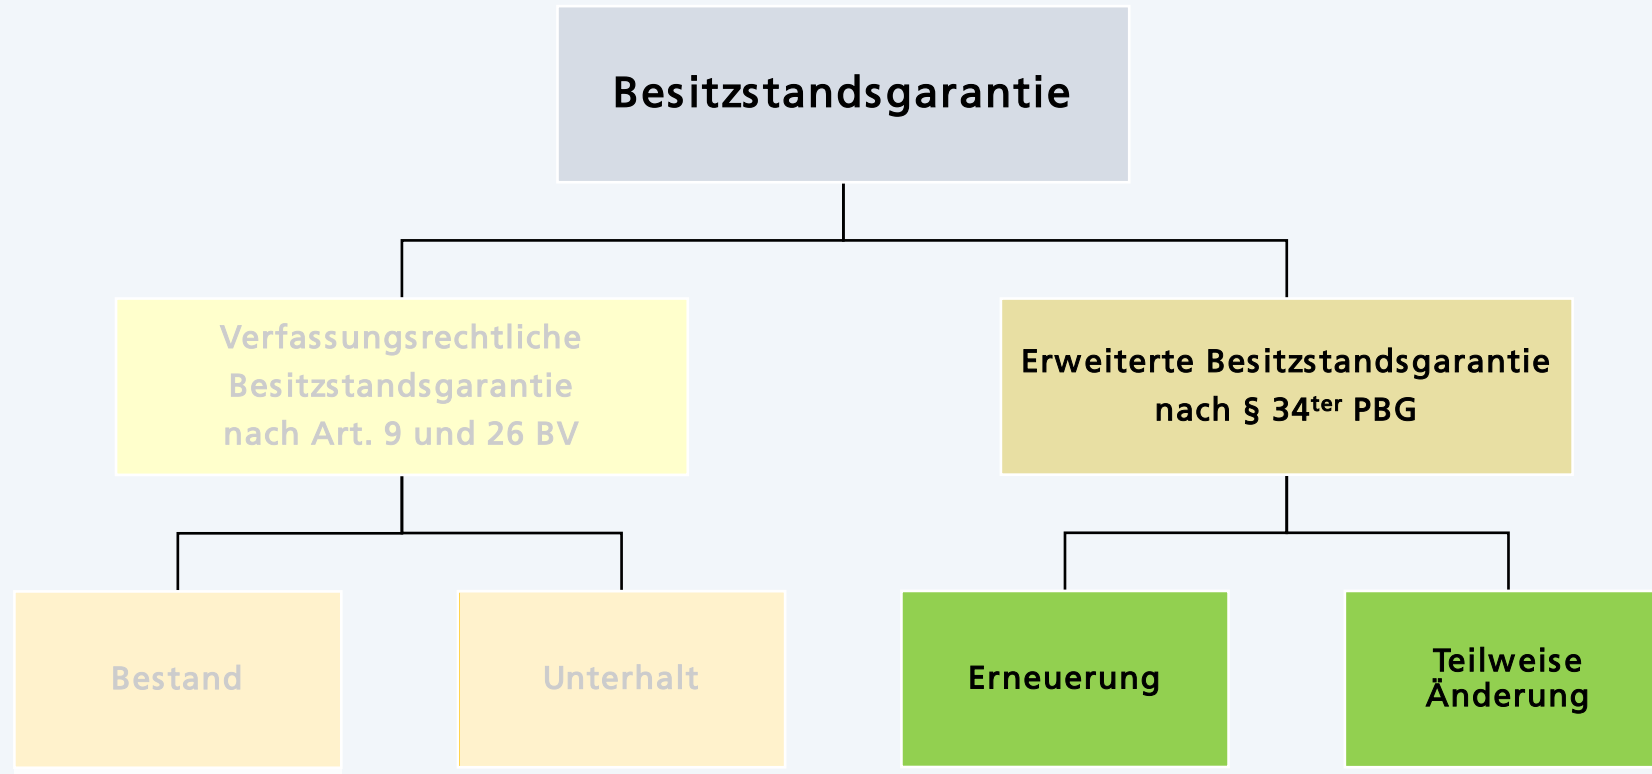 Besitzstandsgarantie
Verfassungsrechtliche
Besitzstandsgarantie
nach Art. 9 und 26 BV
Erweiterte Besitzstandsgarantie
nach § 34ᵗᵉʳ PBG
Bestand
Unterhalt
Erneuerung
Teilweise
Änderung